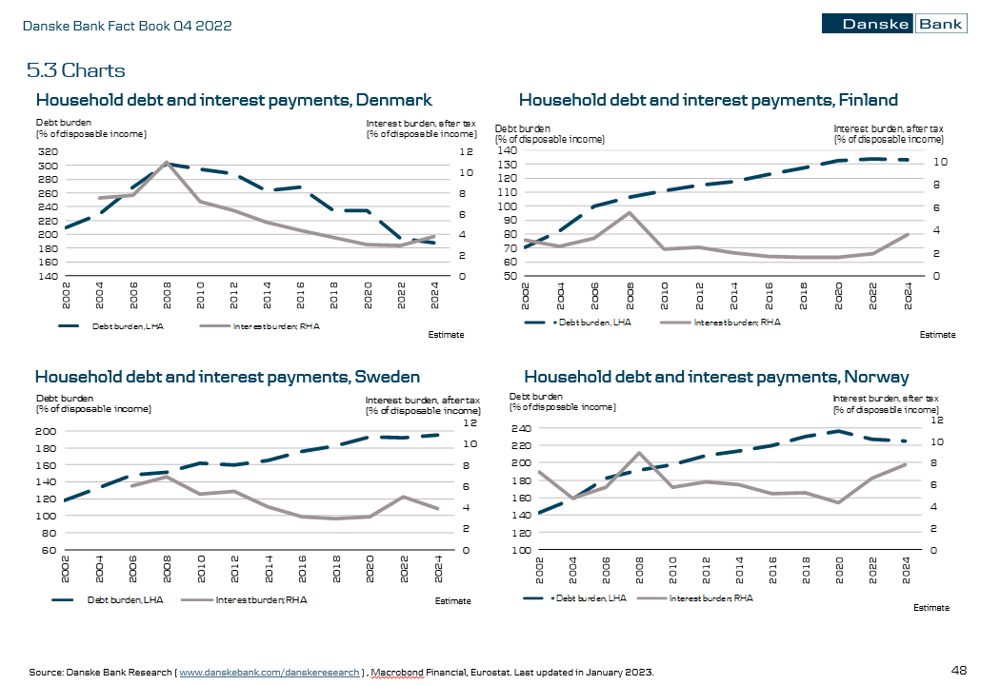 Danske Bank Fact Book Q4 2022
Danske Bank
5.3 Charts
Household debt and interest payments, Denmark
Debt burden
(% of disposable income)
Interest burden, after tax
(% of disposable income)
320
300
280
260
240
220
200
180
160
140
12
10
8
6
4
2
0
2002 2004 2006 2008 2010 2012 2014 2016 2018 2020 2022 2024
Debt burden, LHA
Interest burden; RHA
Estimate
Household debt and interest payments, Finland
Debt burden
(% of disposable income)
Interest burden, after tax
(% of disposable income)
140
130
120
110
100
90
80
70
60
50
10
8
6
4
2
0
2002 2004 2006 2008 2010 2012 2014 2016 2018 2020 2022 2024
Debt burden, LHA
Interest burden; RHA
Estimate
Household debt and interest payments, Sweden
Debt burden
(% of disposable income)
Interest burden, after tax
(% of disposable income)
200
180
160
140
120
100
80
60
12
10
8
6
4
2
0
2002 2004 2006 2008 2010 2012 2014 2016 2018 2020 2022 2024
Debt burden, LHA
Interest burden; RHA
Estimate
Household debt and interest payments, Norway
Debt burden
(% of disposable income)
Interest burden, after tax
(% of disposable income)
240
220
200
180
160
140
120
100
12
10
8
6
4
2
0
2002 2004 2006 2008 2010 2012 2014 2016 2018 2020 2022 2024
Debt burden, LHA
Interest burden; RHA
Estimate
Source: Danske Bank Research ( www.danskebank.com/danskeresearch ) , Macrobond Financial, Eurostat. Last updated in January 2023.
48